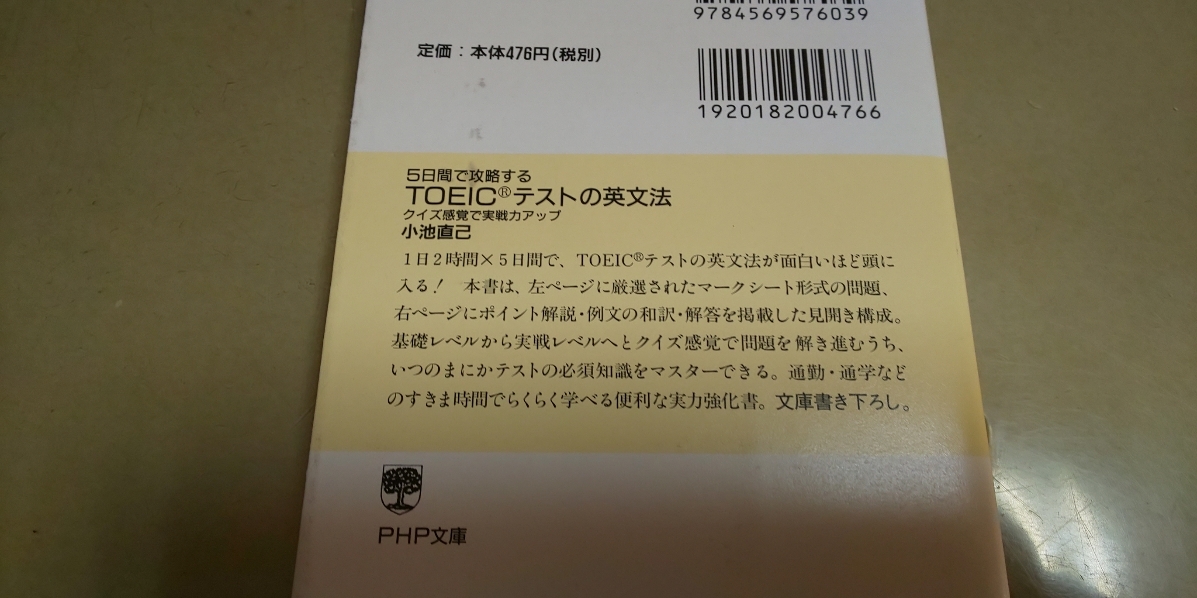 9784569576039
定価：本体476円(税別)
1920182004766
5日間で攻略する
TOEIC®テストの英文法
クイズ感覚で実戦力アップ
小池直己
1日2時間×5日間で、TOEIC®テストの英文法が面白いほど頭に
入る！ 本書は、左ページに厳選されたマークシート形式の問題、
右ページにポイント解説・例文の和訳・解答を掲載した見開き構成。
基礎レベルから実戦レベルへとクイズ感覚で問題を解き進むうち、
いつのまにかテストの必須知識をマスターできる。通勤・通学など
のすきま時間でらくらく学べる便利な実力強化書。文庫書き下ろし。
PHP文庫